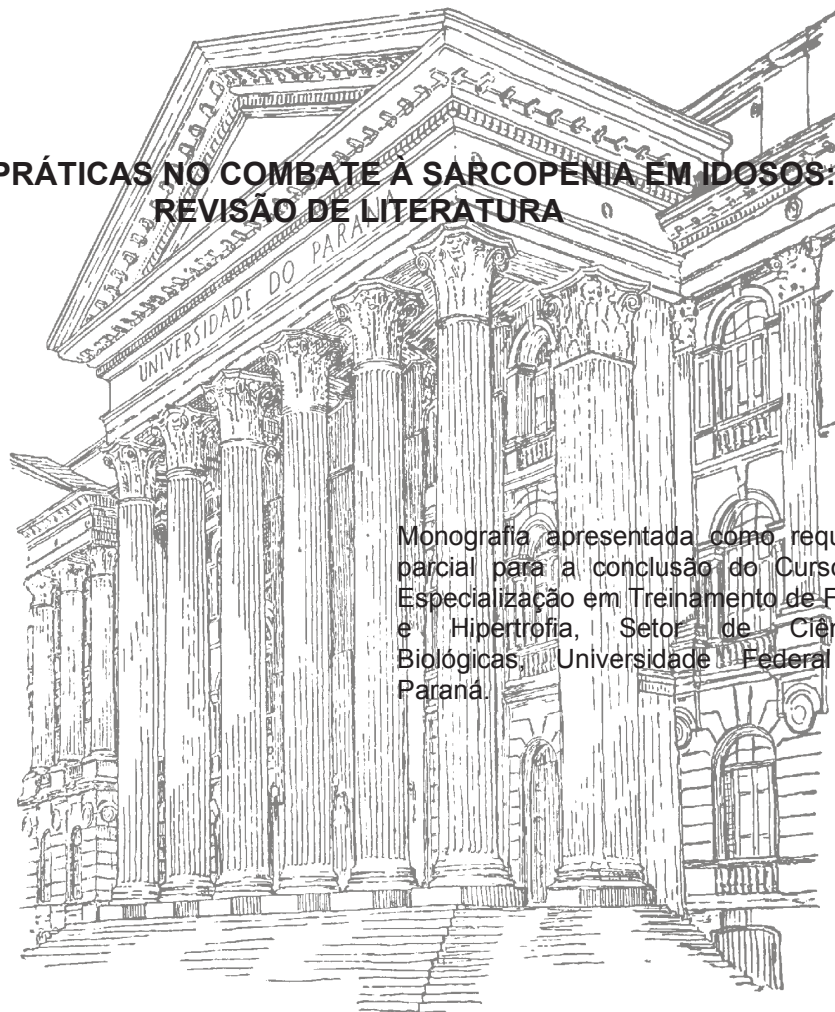 PRÁTICAS NO COMBATE À SARCOPENIA EM IDOSOS:
REVISÃO DE LITERATURA
UNIVERSIDADE DO PARANÁ
Monografia apresentada como
parcial para a conclusão do Curso
Especialização em Treinamento de
e Hipertrofia, Setor de
Biológicas, Universidade Federal
Paraná.